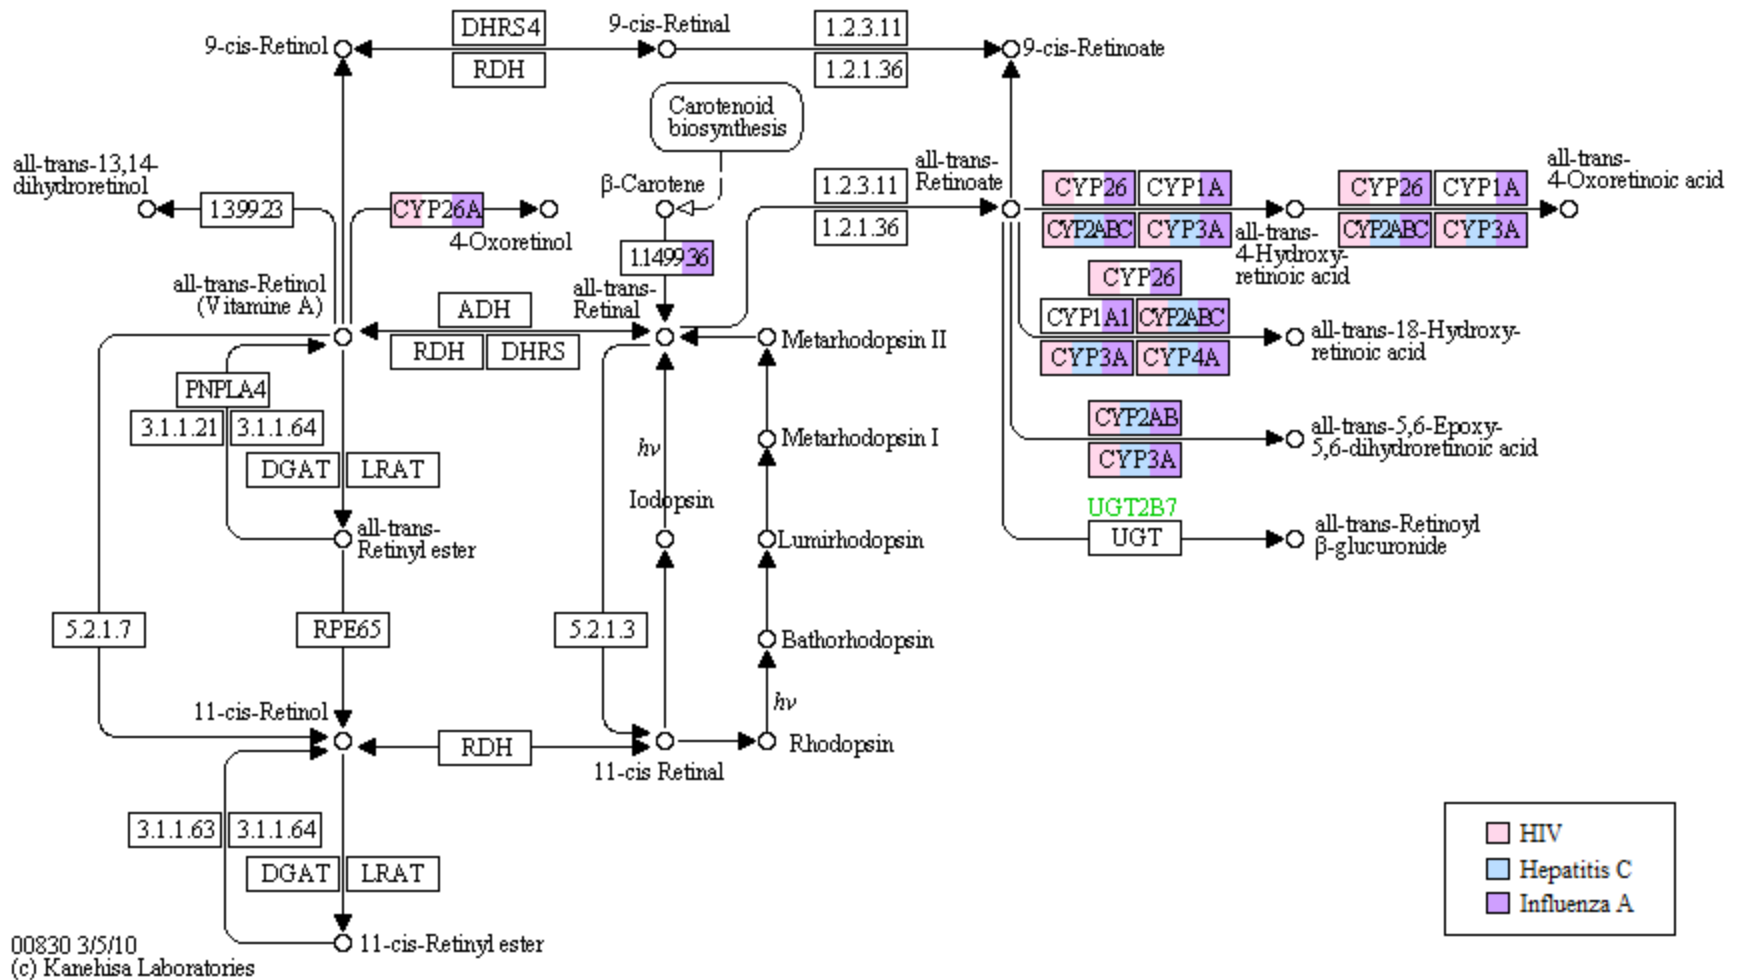 9-cis-Retinol
DHRS4
RDH
9-cis-Retinal
1.2.3.11
1.2.1.36
9-cis-Retinoate
Carotenoid
biosynthesis
all-trans-13,14-
dihydroretinol
1.3.99.23
CYP26A
4-Oxoretinol
β-Carotene
1.14.99.36
1.2.3.11
1.2.1.36
all-trans-
Retinoate
CYP26
CYP1A
CYP2ABC
CYP3A
all-trans-
4-Hydroxy-
retinoic acid
CYP26
CYP1A
CYP2ABC
CYP3A
all-trans-
4-Oxoretinoic acid
all-trans-Retinol
(Vitamine A)
ADH
RDH
DHRS
all-trans-
Retinal
Metarhodopsin II
CYP26
CYP1A1
CYP2ABC
CYP3A
CYP4A
all-trans-18-Hydroxy-
retinoic acid
PNPLA4
3.1.1.21
3.1.1.64
DGAT
LRAT
hν
Metarhodopsin I
CYP2AB
CYP3A
all-trans-5,6-Epoxy-
5,6-dihydroretinoic acid
Iodopsin
UGT2B7
UGT
all-trans-Retinoyl
β-glucuronide
all-trans-
Retinyl ester
Lumirhodopsin
5.2.1.7
RPE65
5.2.1.3
Bathorhodopsin
hν
11-cis-Retinol
RDH
11-cis Retinal
Rhodopsin
3.1.1.63
3.1.1.64
DGAT
LRAT
11-cis-Retinyl ester
HIV
Hepatitis C
Influenza A
00830 3/5/10
(c) Kanehisa Laboratories